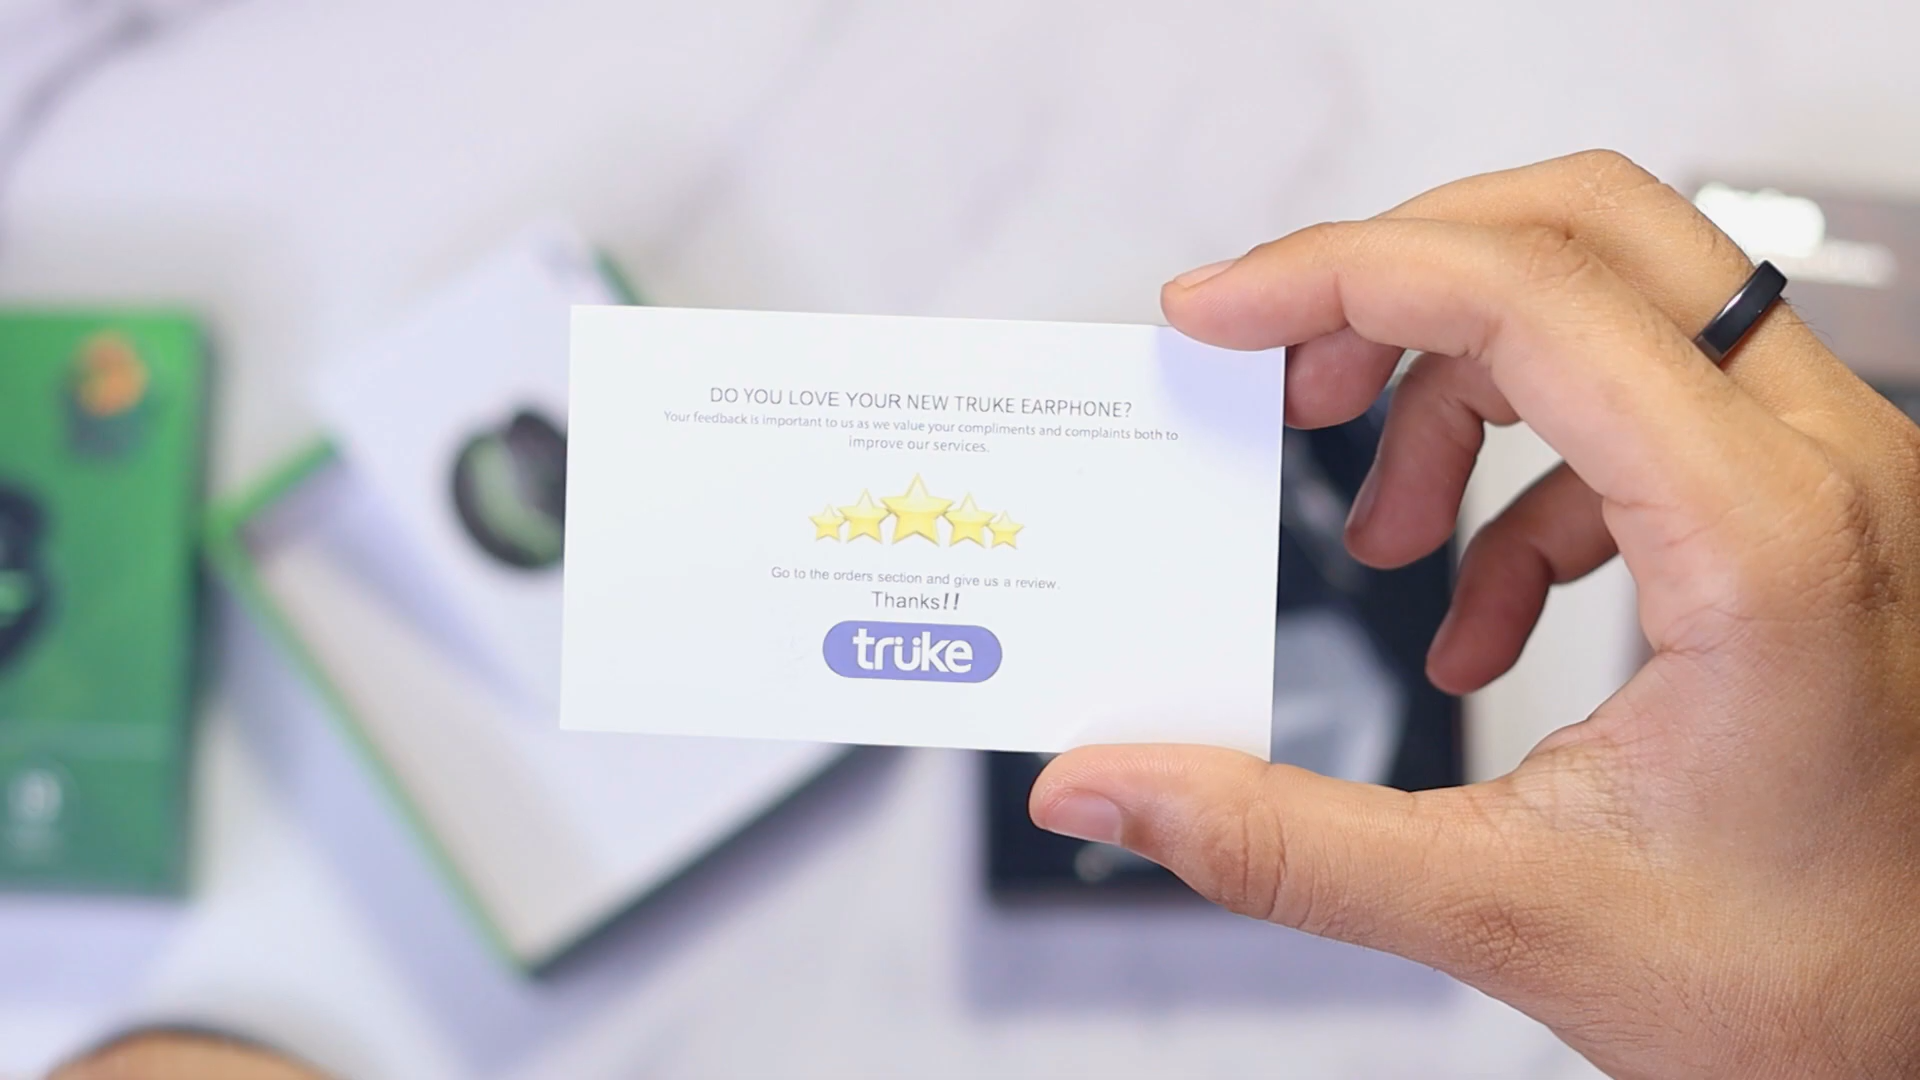 DO YOU LOVE YOUR NEW TRUKE EARPHONE?
Your feedback is important to us as we value your compliments and complaints both to
improve our services.
Go to the orders section and give us a review.
Thanks!!
trüke